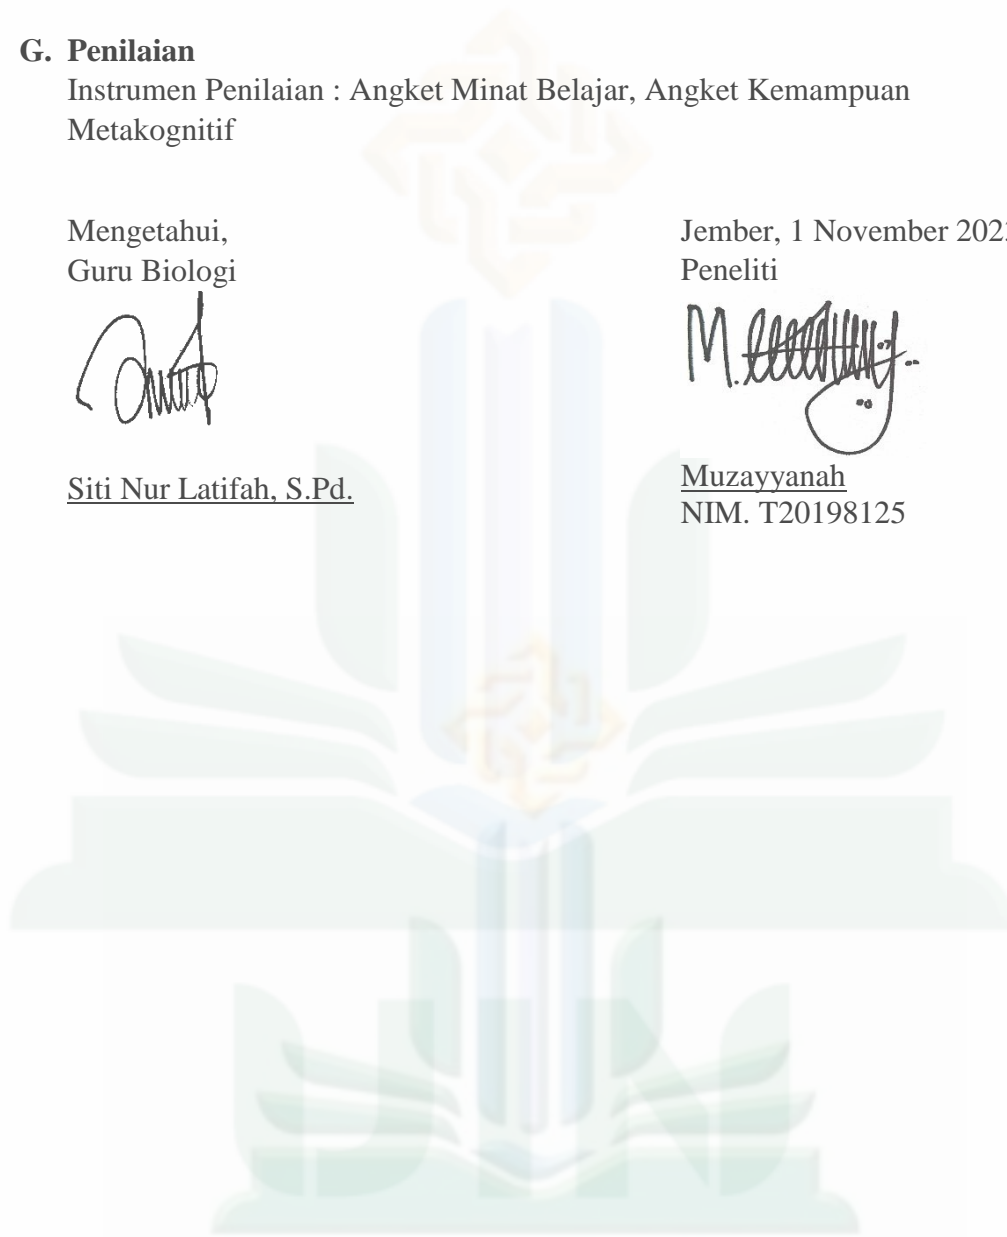 G. Penilaian
Instrumen Penilaian : Angket Minat Belajar, Angket Kemampuan
Metakognitif
Mengetahui,
Guru Biologi
Siti Nur Latifah, S.Pd.
Jember, 1 November
Peneliti
Muzayyanah
NIM. T20198125
UIN